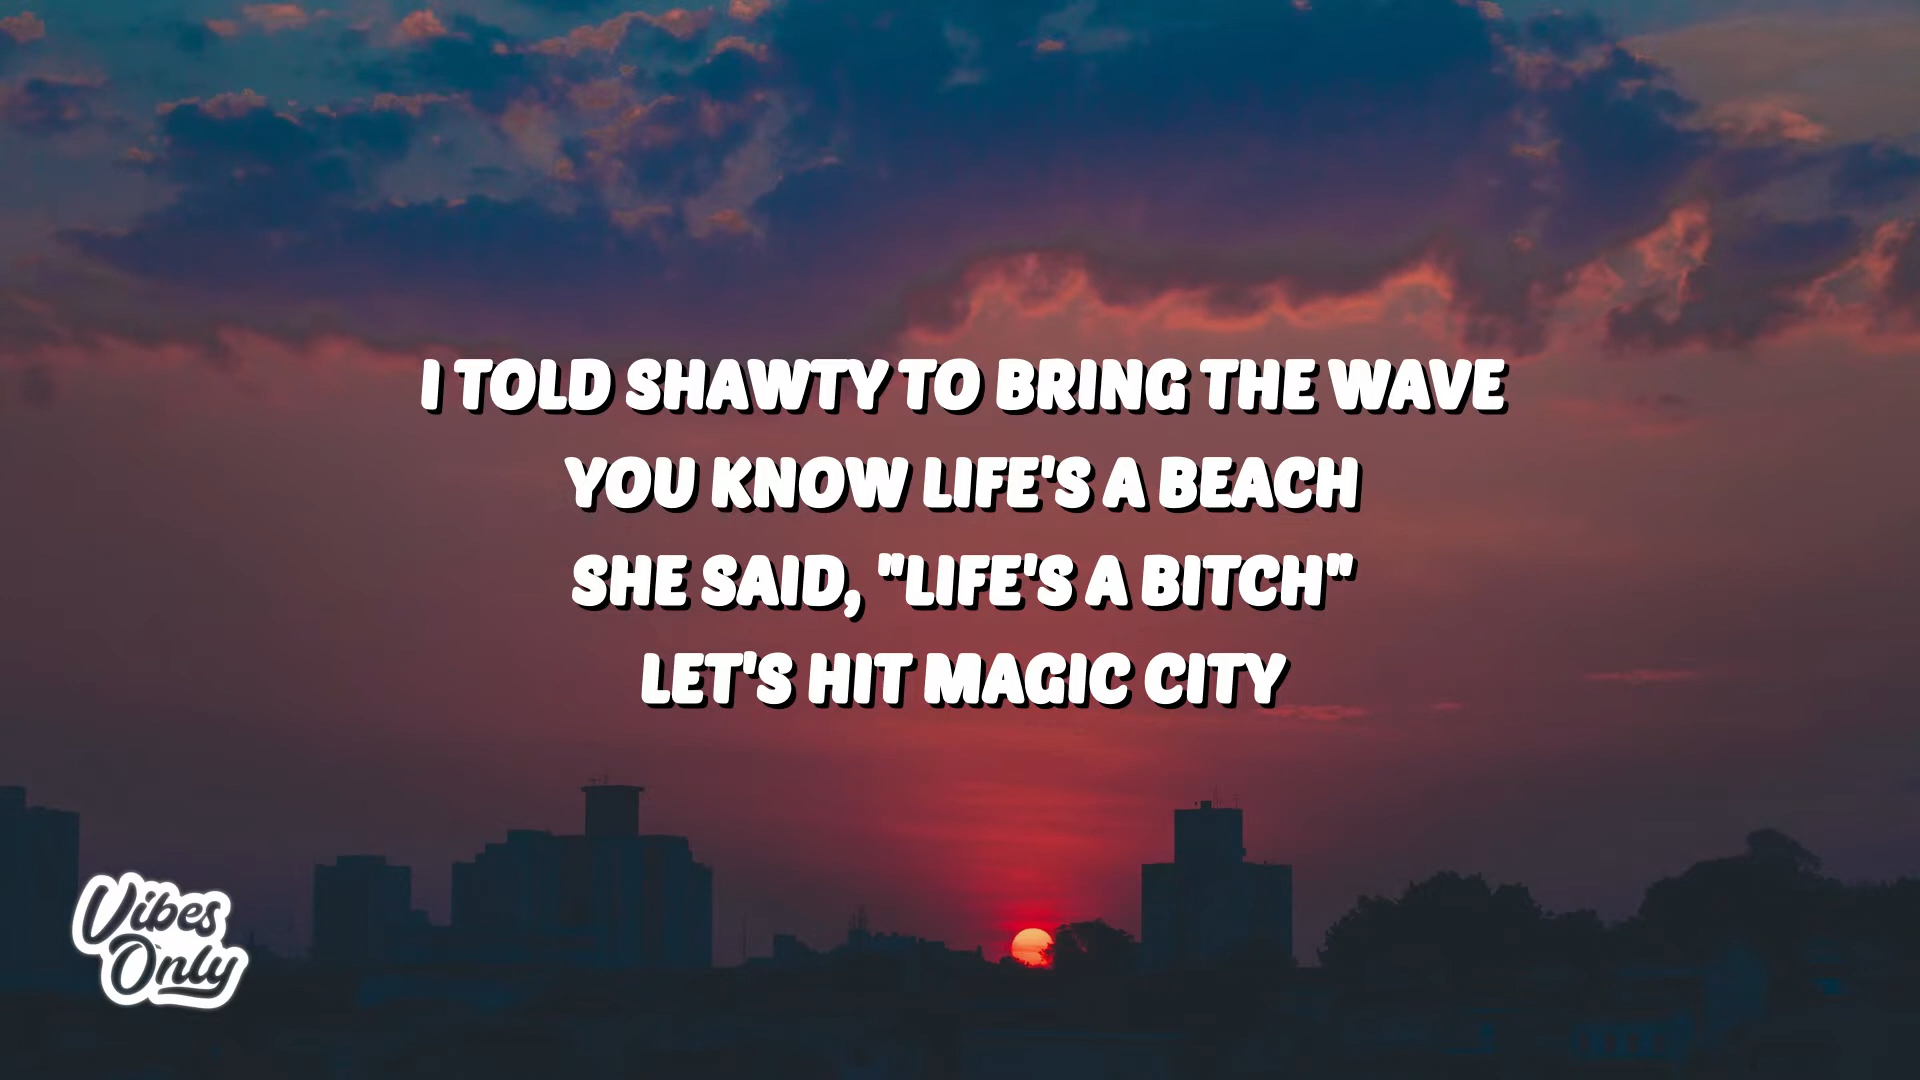 I TOLD SHAWTY TO BRING THE WAVE
YOU KNOW LIFE'S A BEACH
SHE SAID, "LIFE'S A BITCH"
LET'S HIT MAGIC CITY
Vibes
Only